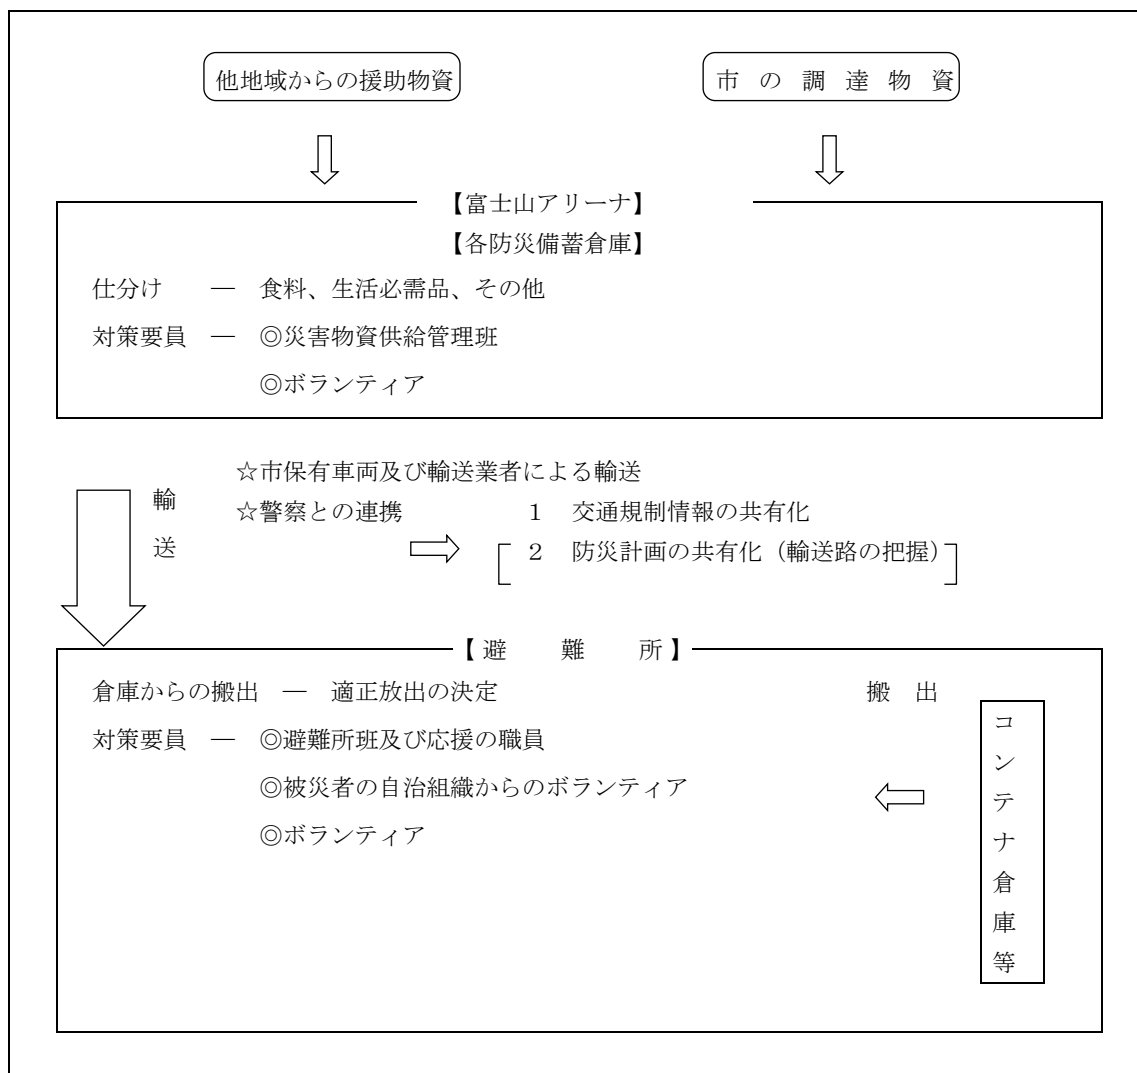 他地域からの援助物資
市の調達物資
【富士山アリーナ】
【各防災備蓄倉庫】
仕分け ― 食料、生活必需品、その他
対策要員 ― ◎災害物資供給管理班
◎ボランティア
輸送
☆市保有車両及び輸送業者による輸送
☆警察との連携
1 交通規制情報の共有化
2 防災計画の共有化(輸送路の把握)
【避難所】
倉庫からの搬出 ― 適正放出の決定
対策要員 ― ◎避難所班及び応援の職員
◎被災者の自治組織からのボランティア
◎ボランティア
搬出
コンテナ倉庫等